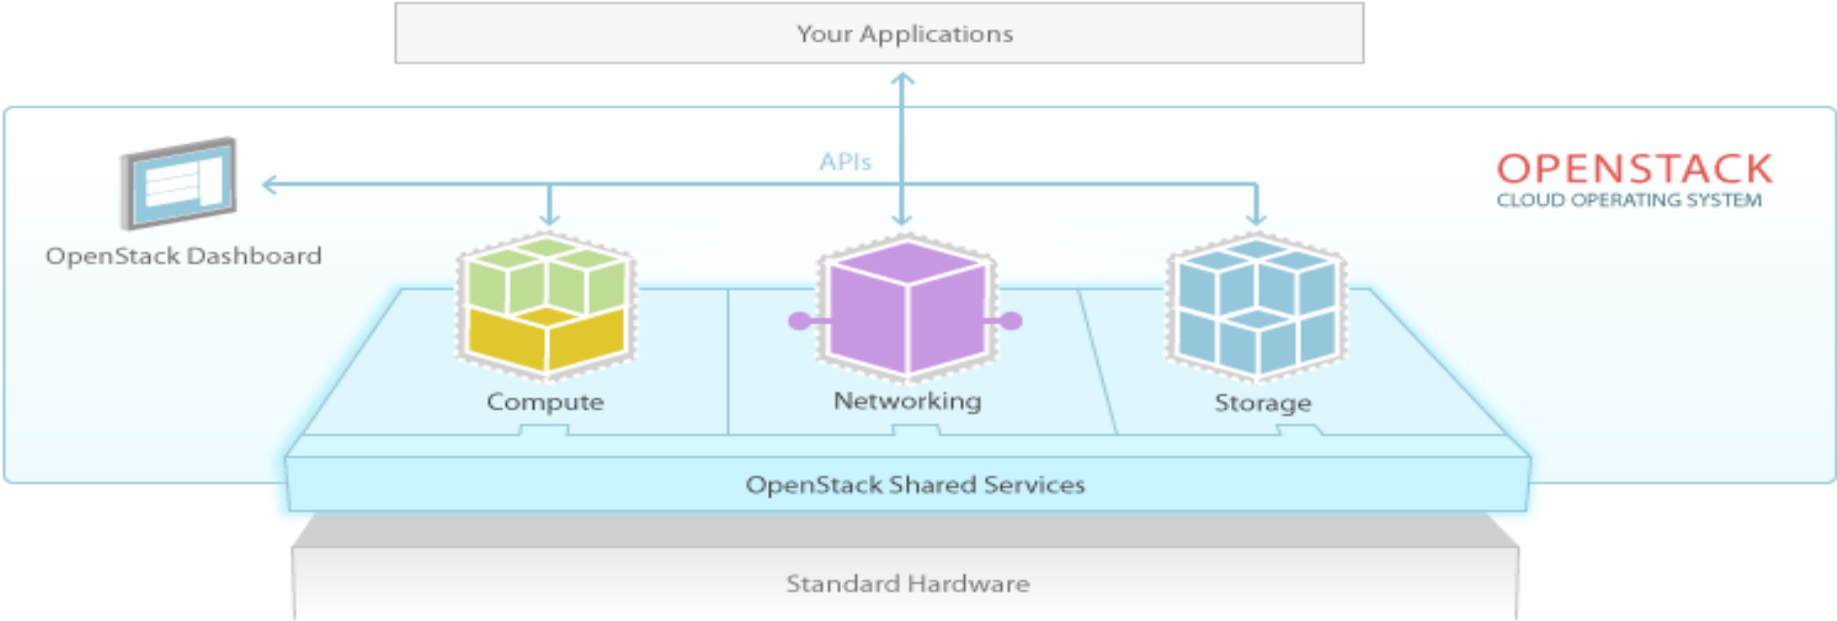 Your Applications
APIs
OPENSTACK
CLOUD OPERATING SYSTEM
OpenStack Dashboard
Compute
Networking
Storage
OpenStack Shared Services
Standard Hardware